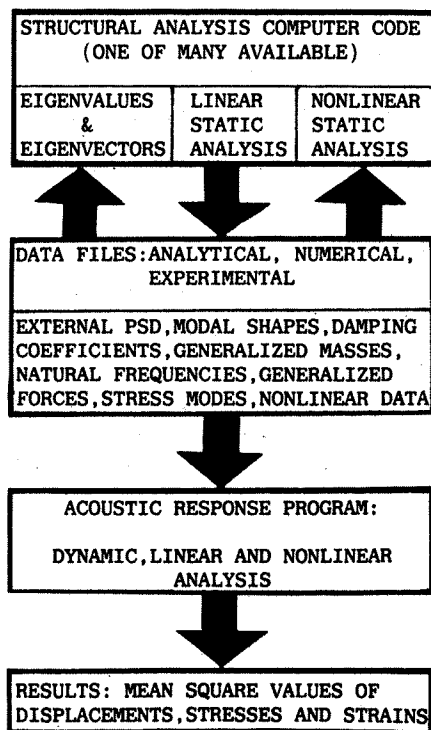 STRUCTURAL ANALYSIS COMPUTER CODE
(ONE OF MANY AVAILABLE)
EIGENVALUES
&
EIGENVECTORS
LINEAR
STATIC
ANALYSIS
NONLINEAR
STATIC
ANALYSIS
DATA FILES:ANALYTICAL, NUMERICAL,
EXPERIMENTAL
EXTERNAL PSD,MODAL SHAPES,DAMPING
COEFFICIENTS,GENERALIZED MASSES,
NATURAL FREQUENCIES,GENERALIZED
FORCES,STRESS MODES,NONLINEAR DATA
ACOUSTIC RESPONSE PROGRAM:
DYNAMIC,LINEAR AND NONLINEAR
ANALYSIS
RESULTS: MEAN SQUARE VALUES OF
DISPLACEMENTS,STRESSES AND STRAINS